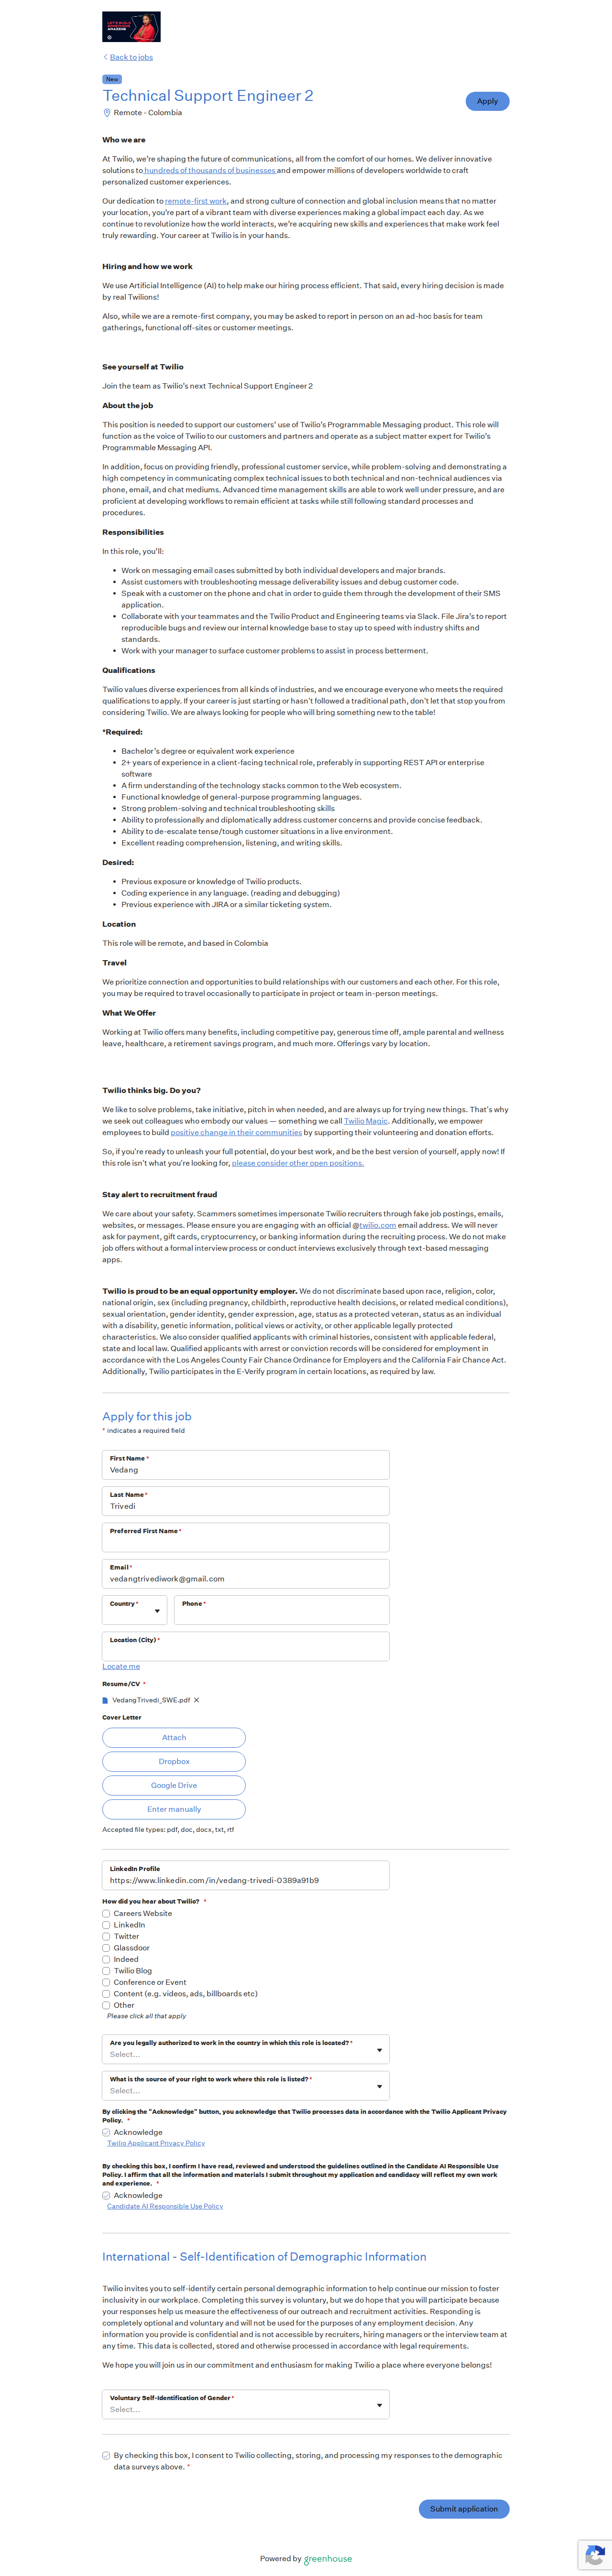 LET'S BUILD
SOMETHING
AMAZING
Back to jobs
New
Technical Support Engineer 2
Apply
Remote - Colombia
Who we are
At Twilio, we’re shaping the future of communications, all from the comfort of our homes. We deliver innovative
solutions to hundreds of thousands of businesses and empower millions of developers worldwide to craft
personalized customer experiences.
Our dedication to remote-first work, and strong culture of connection and global inclusion means that no matter
your location, you’re part of a vibrant team with diverse experiences making a global impact each day. As we
continue to revolutionize how the world interacts, we’re acquiring new skills and experiences that make work feel
truly rewarding. Your career at Twilio is in your hands.
Hiring and how we work
We use Artificial Intelligence (AI) to help make our hiring process efficient. That said, every hiring decision is made
by real Twilions!
Also, while we are a remote-first company, you may be asked to report in person on an ad-hoc basis for team
gatherings, functional off-sites or customer meetings.
See yourself at Twilio
Join the team as Twilio’s next Technical Support Engineer 2
About the job
This position is needed to support our customers’ use of Twilio’s Programmable Messaging product. This role will
function as the voice of Twilio to our customers and partners and operate as a subject matter expert for Twilio’s
Programmable Messaging API.
In addition, focus on providing friendly, professional customer service, while problem-solving and demonstrating a
high competency in communicating complex technical issues to both technical and non-technical audiences via
phone, email, and chat mediums. Advanced time management skills are able to work well under pressure, and are
proficient at developing workflows to remain efficient at tasks while still following standard processes and
procedures.
Responsibilities
In this role, you’ll:
• Work on messaging email cases submitted by both individual developers and major brands.
• Assist customers with troubleshooting message deliverability issues and debug customer code.
• Speak with a customer on the phone and chat in order to guide them through the development of their SMS
application.
• Collaborate with your teammates and the Twilio Product and Engineering teams via Slack. File Jira’s to report
reproducible bugs and review our internal knowledge base to stay up to speed with industry shifts and
standards.
• Work with your manager to surface customer problems to assist in process betterment.
Qualifications
Twilio values diverse experiences from all kinds of industries, and we encourage everyone who meets the required
qualifications to apply. If your career is just starting or hasn't followed a traditional path, don't let that stop you from
considering Twilio. We are always looking for people who will bring something new to the table!
*Required:
• Bachelor’s degree or equivalent work experience
• 2+ years of experience in a client-facing technical role, preferably in supporting REST API or enterprise
software
• A firm understanding of the technology stacks common to the Web ecosystem.
• Functional knowledge of general-purpose programming languages.
• Strong problem-solving and technical troubleshooting skills
• Ability to professionally and diplomatically address customer concerns and provide concise feedback.
• Ability to de-escalate tense/tough customer situations in a live environment.
• Excellent reading comprehension, listening, and writing skills.
Desired:
• Previous exposure or knowledge of Twilio products.
• Coding experience in any language. (reading and debugging)
• Previous experience with JIRA or a similar ticketing system.
Location
This role will be remote, and based in Colombia
Travel
We prioritize connection and opportunities to build relationships with our customers and each other. For this role,
you may be required to travel occasionally to participate in project or team in-person meetings.
What We Offer
Working at Twilio offers many benefits, including competitive pay, generous time off, ample parental and wellness
leave, healthcare, a retirement savings program, and much more. Offerings vary by location.
Twilio thinks big. Do you?
We like to solve problems, take initiative, pitch in when needed, and are always up for trying new things. That's why
we seek out colleagues who embody our values — something we call Twilio Magic. Additionally, we empower
employees to build positive change in their communities by supporting their volunteering and donation efforts.
So, if you're ready to unleash your full potential, do your best work, and be the best version of yourself, apply now! If
this role isn't what you're looking for, please consider other open positions.
Stay alert to recruitment fraud
We care about your safety. Scammers sometimes impersonate Twilio recruiters through fake job postings, emails,
websites, or messages. Please ensure you are engaging with an official @twilio.com email address. We will never
ask for payment, gift cards, cryptocurrency, or banking information during the recruiting process. We do not make
job offers without a formal interview process or conduct interviews exclusively through text-based messaging
apps.
Twilio is proud to be an equal opportunity employer. We do not discriminate based upon race, religion, color,
national origin, sex (including pregnancy, childbirth, reproductive health decisions, or related medical conditions),
sexual orientation, gender identity, gender expression, age, status as a protected veteran, status as an individual
with a disability, genetic information, political views or activity, or other applicable legally protected
characteristics. We also consider qualified applicants with criminal histories, consistent with applicable federal,
state and local law. Qualified applicants with arrest or conviction records will be considered for employment in
accordance with the Los Angeles County Fair Chance Ordinance for Employers and the California Fair Chance Act.
Additionally, Twilio participates in the E-Verify program in certain locations, as required by law.
Apply for this job
* indicates a required field
First Name *
Vedang
Last Name *
Trivedi
Preferred First Name *
Email *
vedangtrivediwork@gmail.com
Country * Phone *
Location (City) *
Locate me
Resume/CV *
VedangTrivedi_SWE.pdf
Cover Letter
Attach
Dropbox
Google Drive
Enter manually
Accepted file types: pdf, doc, docx, txt, rtf
LinkedIn Profile
https://www.linkedin.com/in/vedang-trivedi-0389a91b9
How did you hear about Twilio? *
Careers Website
LinkedIn
Twitter
Glassdoor
Indeed
Twilio Blog
Conference or Event
Content (e.g. videos, ads, billboards etc)
Other
Please click all that apply
Are you legally authorized to work in the country in which this role is located? *
Select...
What is the source of your right to work where this role is listed? *
Select...
By clicking the "Acknowledge" button, you acknowledge that Twilio processes data in accordance with the Twilio Applicant Privacy
Policy. *
Acknowledge
Twilio Applicant Privacy Policy
By checking this box, I confirm I have read, reviewed and understood the guidelines outlined in the Candidate AI Responsible Use
Policy. I affirm that all the information and materials I submit throughout my application and candidacy will reflect my own work
and experience. *
Acknowledge
Candidate AI Responsible Use Policy
International - Self-Identification of Demographic Information
Twilio invites you to self-identify certain personal demographic information to help continue our mission to foster
inclusivity in our workplace. Completing this survey is voluntary, but we do hope that you will participate because
your responses help us measure the effectiveness of our outreach and recruitment activities. Responding is
completely optional and voluntary and will not be used for the purposes of any employment decision. Any
information you provide is confidential and is not accessible by recruiters, hiring managers or the interview team at
any time. This data is collected, stored and otherwise processed in accordance with legal requirements.
We hope you will join us in our commitment and enthusiasm for making Twilio a place where everyone belongs!
Voluntary Self-Identification of Gender *
Select...
By checking this box, I consent to Twilio collecting, storing, and processing my responses to the demographic
data surveys above. *
Submit application
Powered by greenhouse